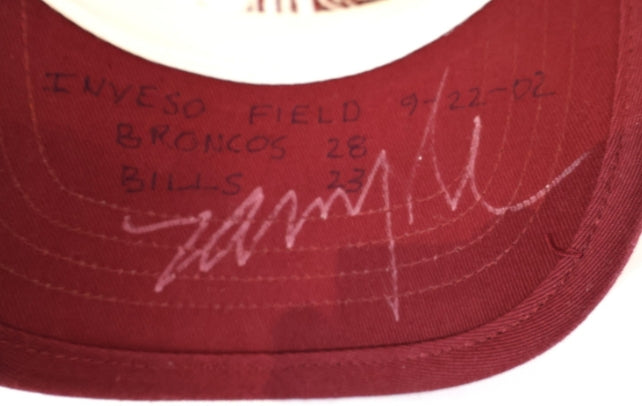 INVESO FIELD 9-22-02
BRONCOS 28
BILLS 23